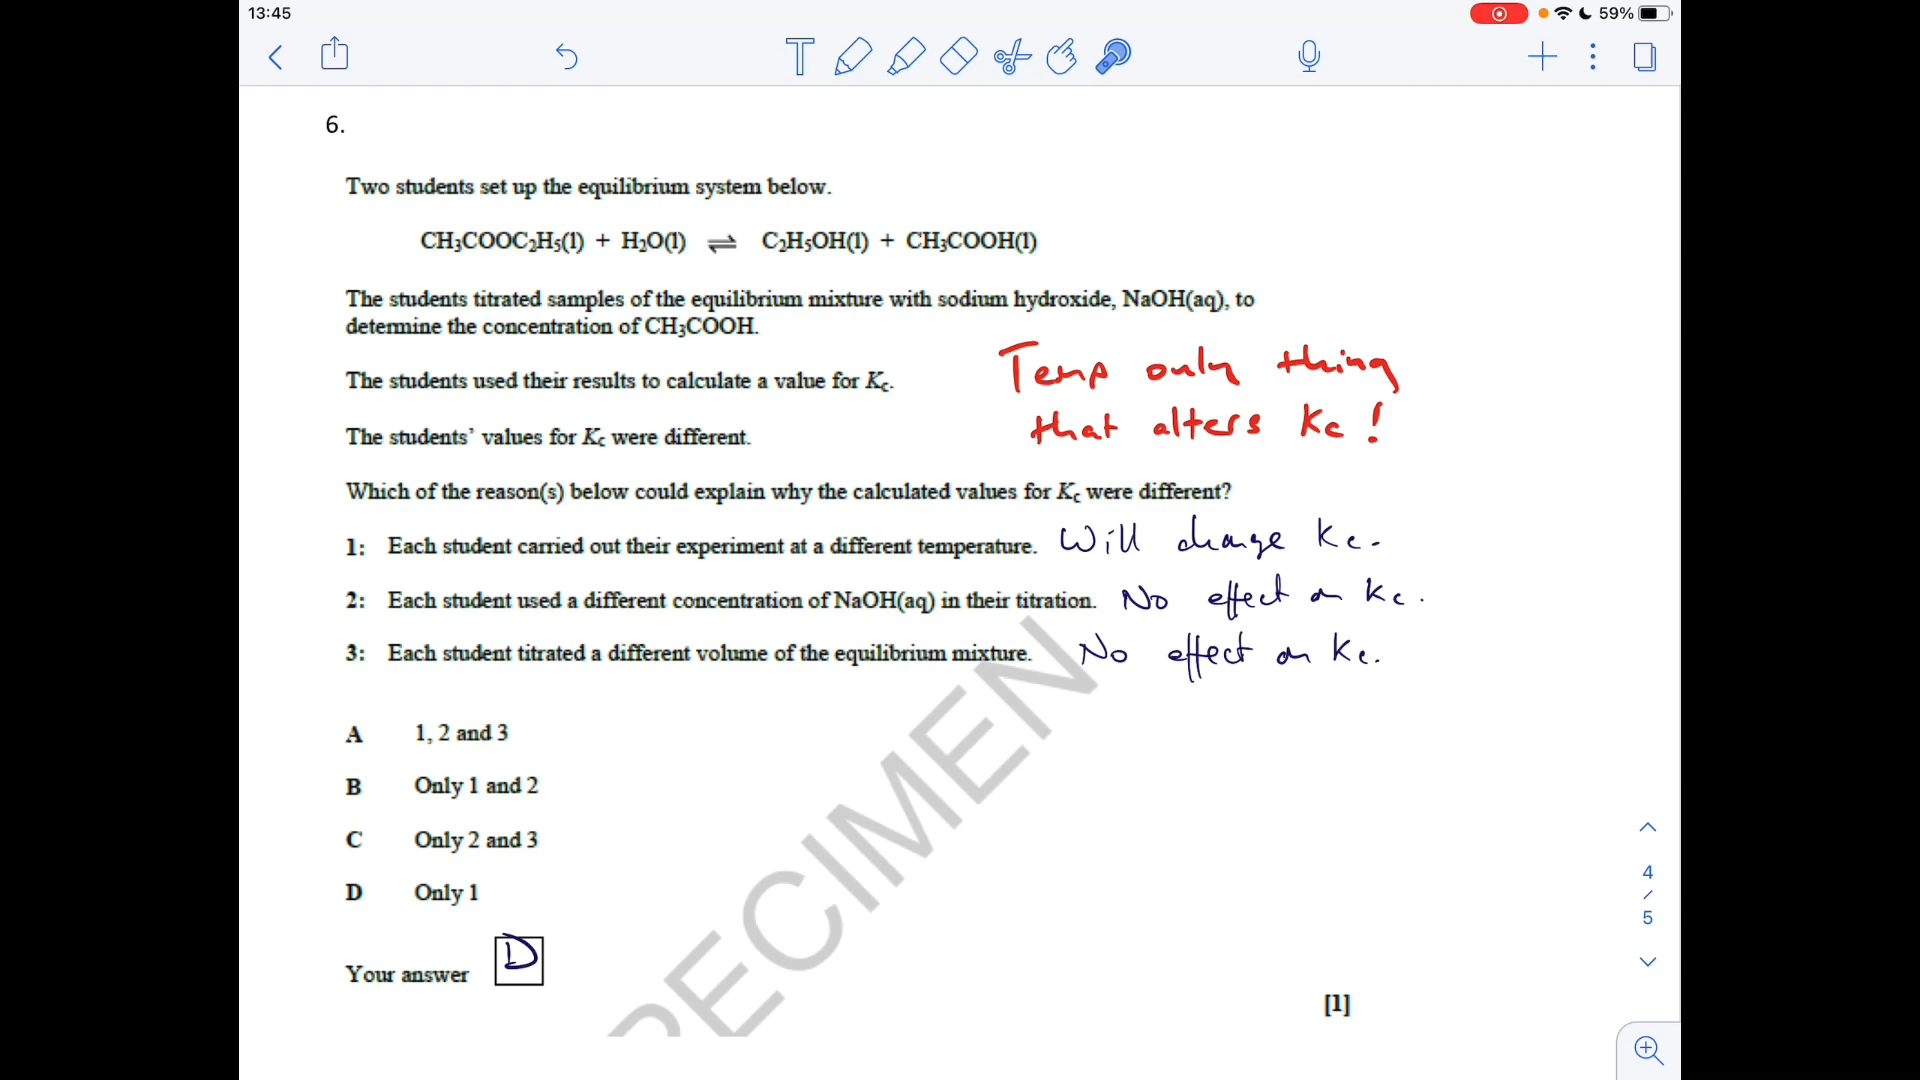 13:45
59%
6.
Two students set up the equilibrium system below.
CH₃COOC₂H₅(l) + H₂O(l) ⇌ C₂H₅OH(l) + CH₃COOH(l)
The students titrated samples of the equilibrium mixture with sodium hydroxide, NaOH(aq), to
determine the concentration of CH₃COOH.
The students used their results to calculate a value for Kc.
Temp only thing
that alters Kc!
The students' values for Kc were different.
Which of the reason(s) below could explain why the calculated values for Kc were different?
1: Each student carried out their experiment at a different temperature. Will change Kc.
2: Each student used a different concentration of NaOH(aq) in their titration. No effect on Kc.
3: Each student titrated a different volume of the equilibrium mixture. No effect on Kc.
A 1, 2 and 3
B Only 1 and 2
C Only 2 and 3
D Only 1
Your answer D
[1]
PECIMEN
4
/
5